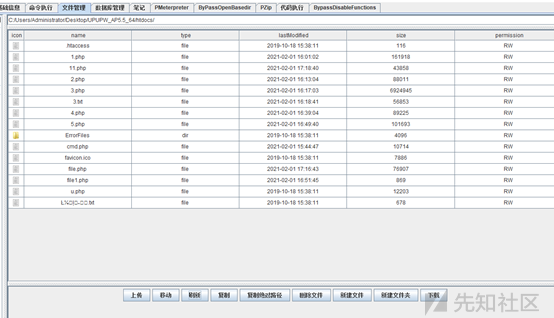 基础信息 命令执行 文件管理 数据库管理 笔记 PMeterpreter ByPassOpenBasedir PZip 代码执行 BypassDisableFunctions
C:/Users/Administrator/Desktop/UPUPW_AP5.5_64/htdocs/
icon name type lastModified size permission
.htaccess file 2019-10-18 15:38:11 116 RW
1.php file 2021-02-01 16:01:02 161918 RW
11.php file 2021-02-01 17:18:40 43858 RW
2.php file 2021-02-01 16:13:04 88011 RW
3.php file 2021-02-01 16:17:03 6924945 RW
3.txt file 2021-02-01 16:18:41 56853 RW
4.php file 2021-02-01 16:39:04 89225 RW
5.php file 2021-02-01 16:49:40 101693 RW
ErrorFiles dir 2019-10-18 15:38:11 4096 RW
cmd.php file 2021-02-01 15:44:47 10714 RW
favicon.ico file 2019-10-18 15:38:11 7886 RW
file.php file 2021-02-01 17:16:43 76907 RW
file1.php file 2021-02-01 16:51:45 869 RW
u.php file 2019-10-18 15:38:11 12203 RW
.txt file 2019-10-18 15:38:11 678 RW
上传 移动 刷新 复制 复制绝对路径 删除文件 新建文件 新建文件夹 下载
先知社区